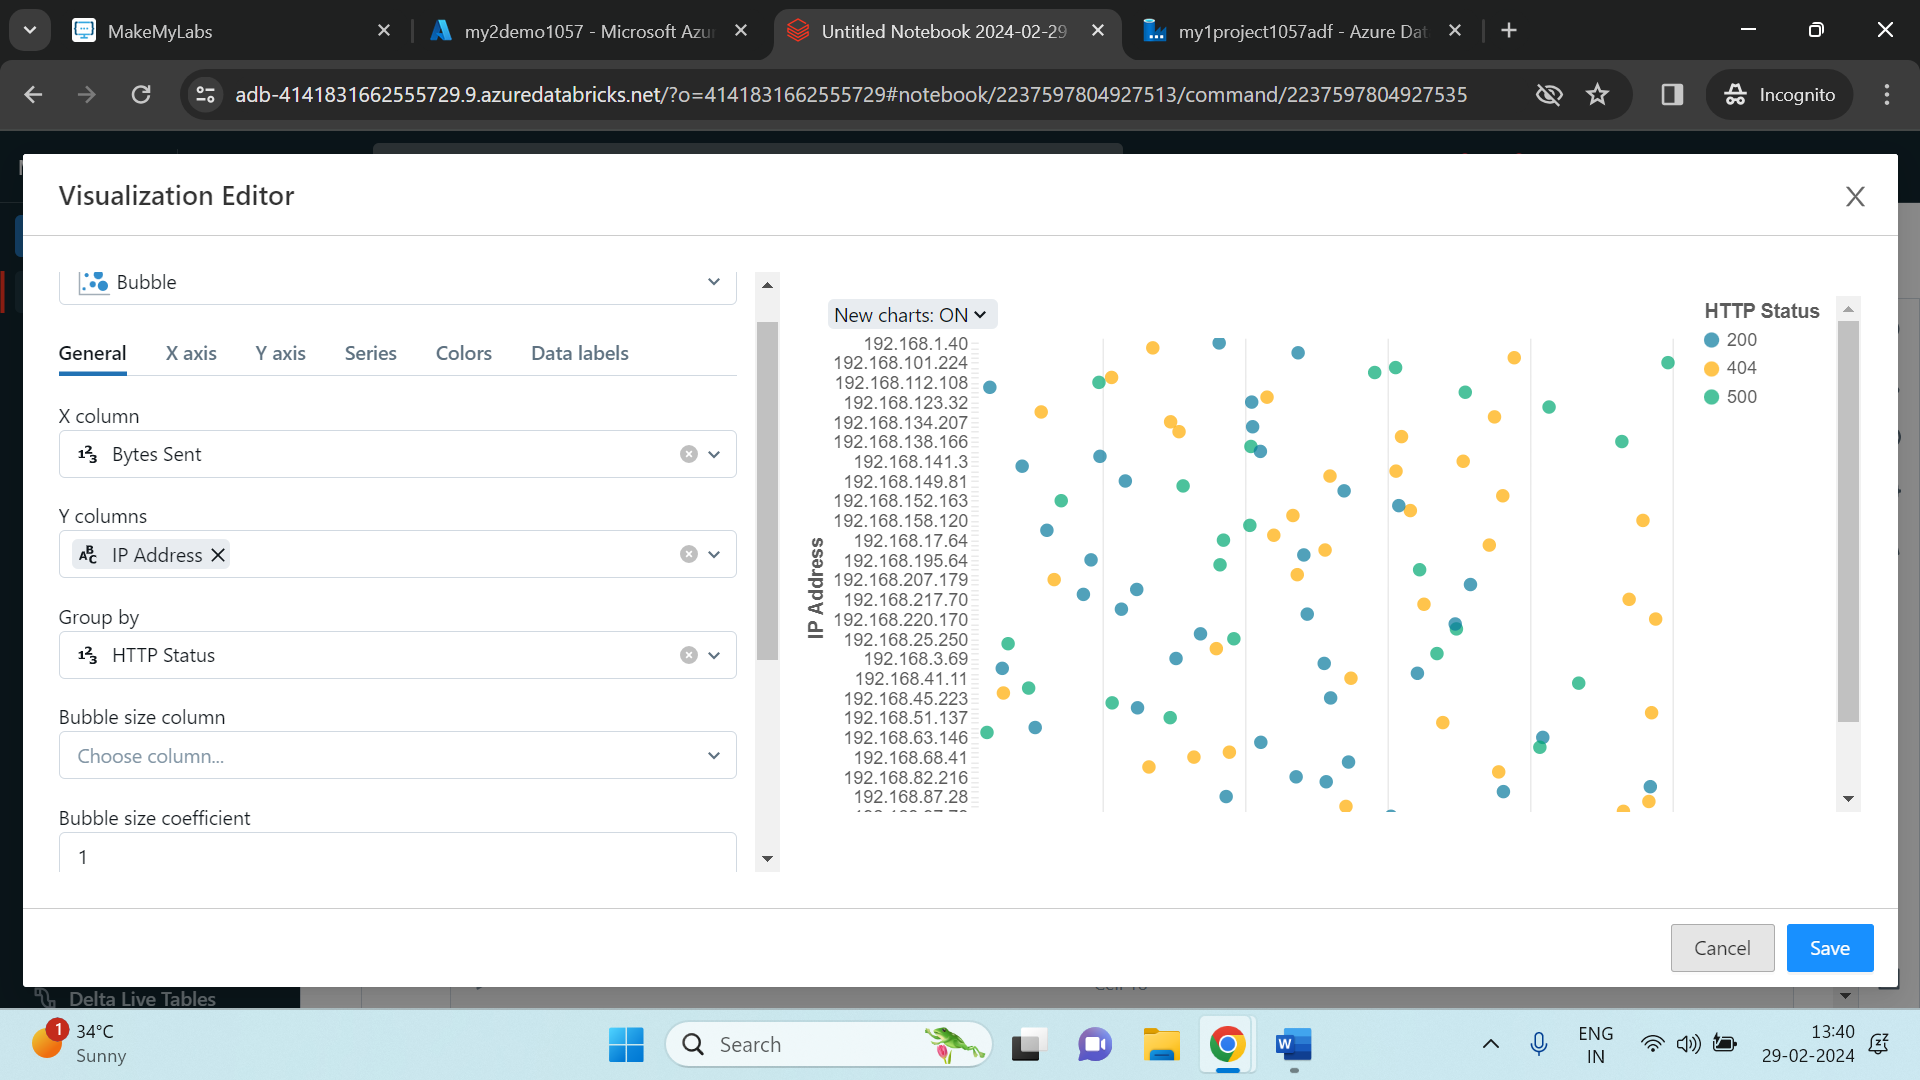 MakeMyLabs
my2demo1057 - Microsoft Azur
Untitled Notebook 2024-02-29
my1project1057adf - Azure Dat
adb-4141831662555729.9.azuredatabricks.net/?o=4141831662555729#notebook/2237597804927513/command/2237597804927535
Incognito
Visualization Editor
Bubble
General
X axis
Y axis
Series
Colors
Data labels
X column
1²3 Bytes Sent
Y columns
ABC IP Address
Group by
1²3 HTTP Status
Bubble size column
Choose column...
Bubble size coefficient
1
New charts: ON
IP Address
192.168.1.40
192.168.101.224
192.168.112.108
192.168.123.32
192.168.134.207
192.168.138.166
192.168.141.3
192.168.149.81
192.168.152.163
192.168.158.120
192.168.17.64
192.168.195.64
192.168.207.179
192.168.217.70
192.168.220.170
192.168.25.250
192.168.3.69
192.168.41.11
192.168.45.223
192.168.51.137
192.168.63.146
192.168.68.41
192.168.82.216
192.168.87.28
HTTP Status
200
404
500
Cancel
Save
Delta Live Tables
1
34°C
Sunny
Search
W
ENG
IN
13:40
29-02-2024